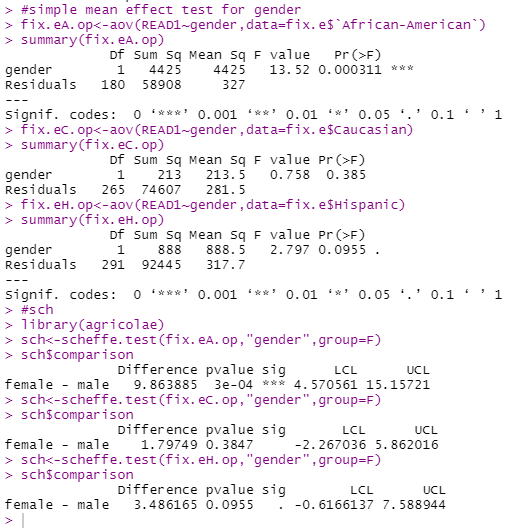 > #simple mean effect test for gender
> fix.eA.op<-aov(READ1~gender,data=fix.e$`African-American`)
> summary(fix.eA.op)
             Df Sum Sq Mean Sq F value   Pr(>F)
gender        1   4425    4425   13.52 0.000311 ***
Residuals   180  58908     327
---
Signif. codes:  0 ‘***’ 0.001 ‘**’ 0.01 ‘*’ 0.05 ‘.’ 0.1 ‘ ’ 1
> fix.eC.op<-aov(READ1~gender,data=fix.e$Caucasian)
> summary(fix.eC.op)
             Df Sum Sq Mean Sq F value Pr(>F)
gender        1    213   213.5   0.758  0.385
Residuals   265  74607   281.5
> fix.eH.op<-aov(READ1~gender,data=fix.e$Hispanic)
> summary(fix.eH.op)
             Df Sum Sq Mean Sq F value Pr(>F)
gender        1    888   888.5   2.797 0.0955 .
Residuals   291  92445   317.7
---
Signif. codes:  0 ‘***’ 0.001 ‘**’ 0.01 ‘*’ 0.05 ‘.’ 0.1 ‘ ’ 1
> #sch
> library(agricolae)
> sch<-scheffe.test(fix.eA.op,"gender",group=F)
> sch$comparison
              Difference pvalue sig      LCL      UCL
female - male   9.863885  3e-04 *** 4.570561 15.15721
> sch<-scheffe.test(fix.eC.op,"gender",group=F)
> sch$comparison
              Difference pvalue sig       LCL      UCL
female - male    1.79749 0.3847     -2.267036 5.862016
> sch<-scheffe.test(fix.eH.op,"gender",group=F)
> sch$comparison
              Difference pvalue sig        LCL      UCL
female - male   3.486165 0.0955   . -0.6166137 7.588944
>